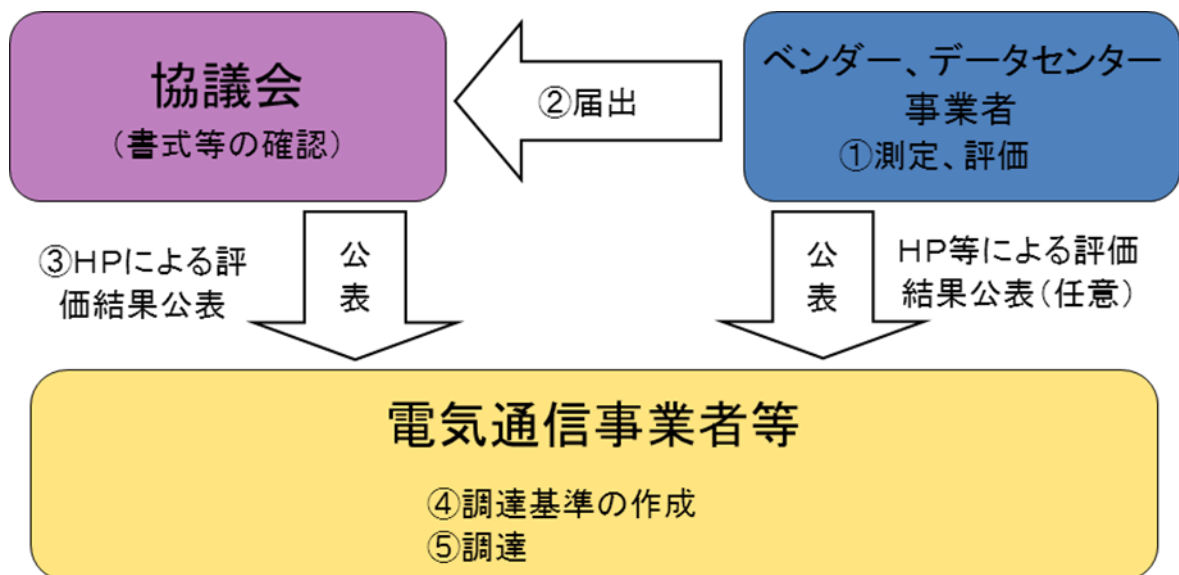 協議会
（書式等の確認）
②届出
ベンダー、データセンター
事業者
①測定、評価
③ＨＰによる評
価結果公表
公
表
公
表
ＨＰ等による評価
結果公表（任意）
電気通信事業者等
④調達基準の作成
⑤調達